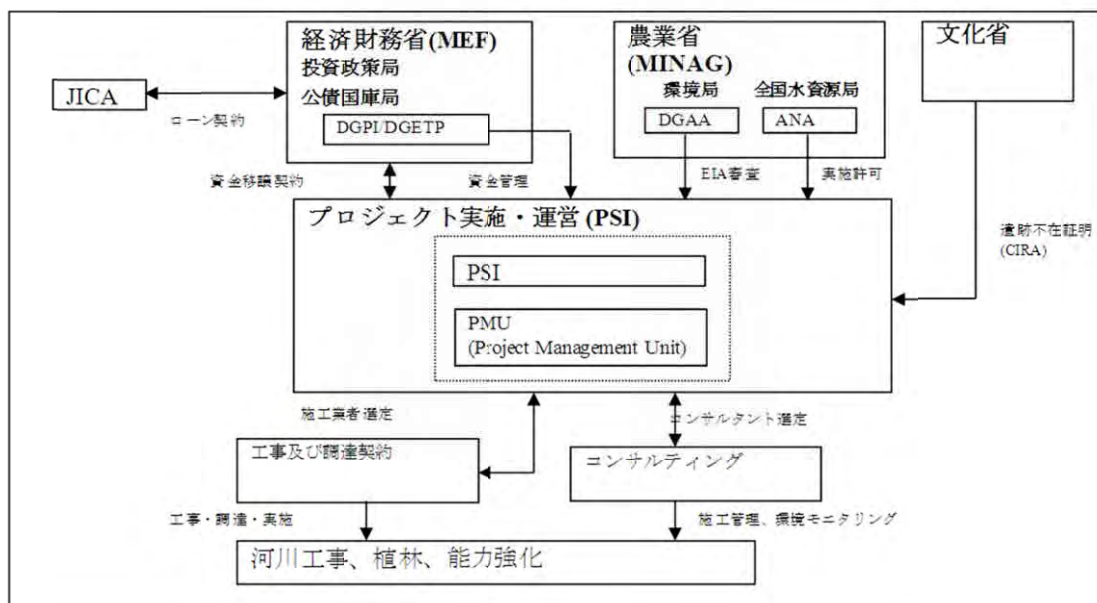 経済財務省(MEF)
投資政策局
公債国庫局
DGPI/DGETP
農業省
(MINAG)
環境局 全国水資源局
DGAA ANA
文化省
JICA
ローン契約
資金移譲契約 資金管理
EIA審査 実施許可
プロジェクト実施・運営 (PSI)
PSI
PMU
(Project Management Unit)
遺跡不在証明
(CIRA)
施工業者選定
コンサルタント選定
工事及び調達契約
コンサルティング
工事・調達・実施
施工管理、環境モニタリング
河川工事、植林、能力強化